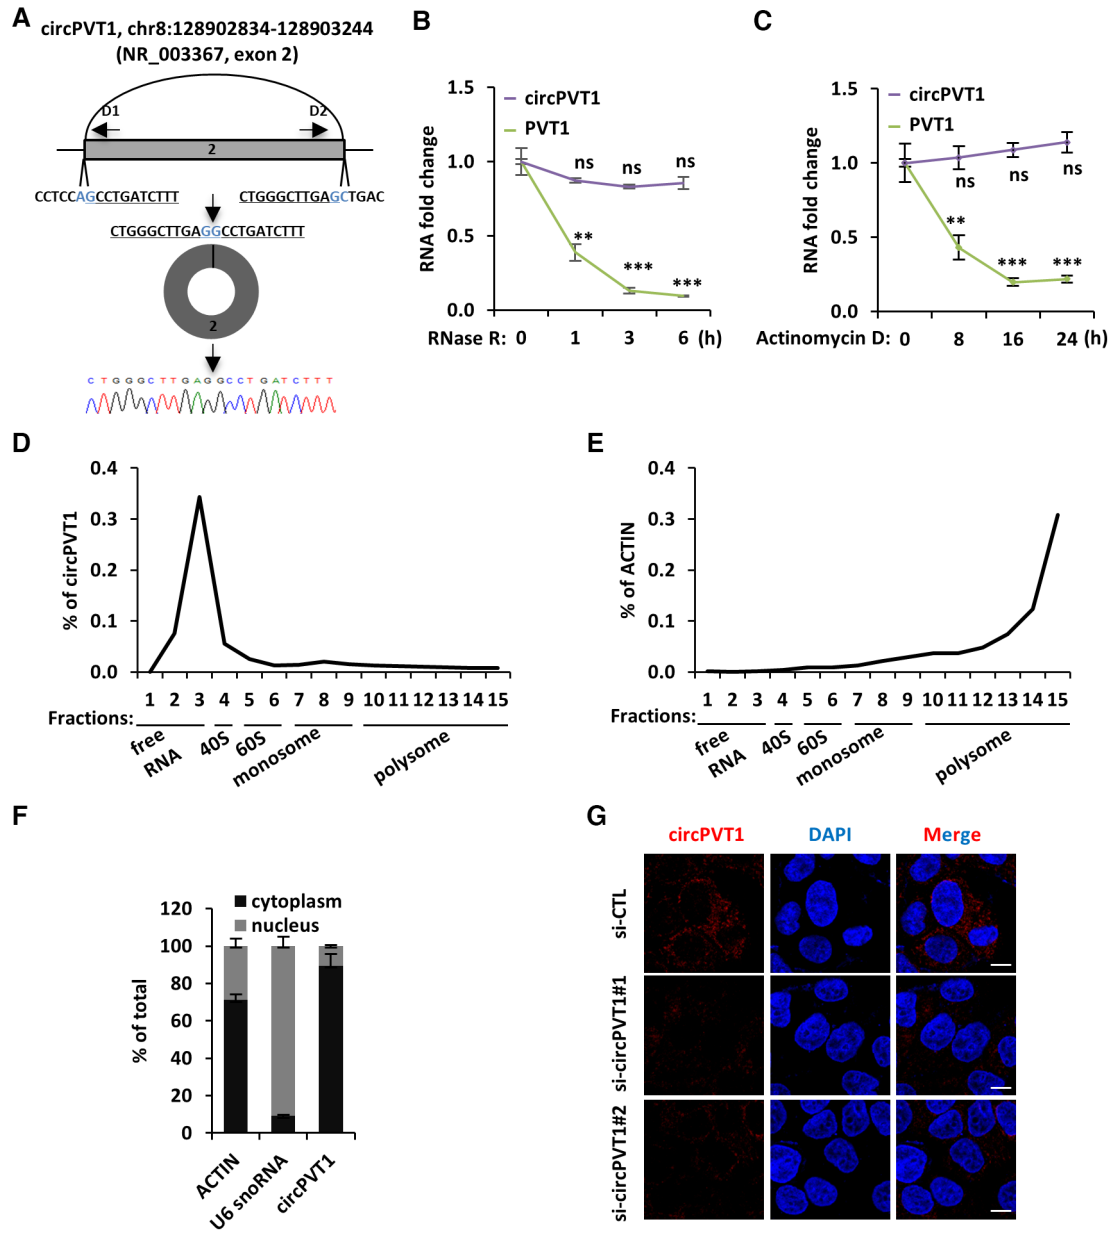 A
circPVT1, chr8:128902834-128903244
(NR_003367, exon 2)
D1
D2
2
CCTCCAGCCTGATCTTT
CTGGGCTTGAGCTGAC
CTGGGCTTGAGGCCTGATCTTT
2
C T G G G C T T G A G G C C T G A T C T T T
B
1.5
1.0
0.5
0.0
RNA fold change
circPVT1
PVT1
ns
ns
ns
**
***
***
RNase R: 0 1 3 6 (h)
C
1.5
1.0
0.5
0.0
RNA fold change
circPVT1
PVT1
ns
ns
ns
**
***
***
Actinomycin D: 0 8 16 24 (h)
D
0.4
0.3
0.2
0.1
0.0
% of circPVT1
1 2 3 4 5 6 7 8 9 10 11 12 13 14 15
Fractions:
free
RNA
40S
60S
monosome
polysome
E
0.4
0.3
0.2
0.1
0.0
% of ACTIN
1 2 3 4 5 6 7 8 9 10 11 12 13 14 15
Fractions:
free
RNA
40S
60S
monosome
polysome
F
cytoplasm
nucleus
120
100
80
60
40
20
0
% of total
ACTIN
U6 snoRNA
circPVT1
G
circPVT1 DAPI Merge
si-CTL
si-circPVT1#1
si-circPVT1#2